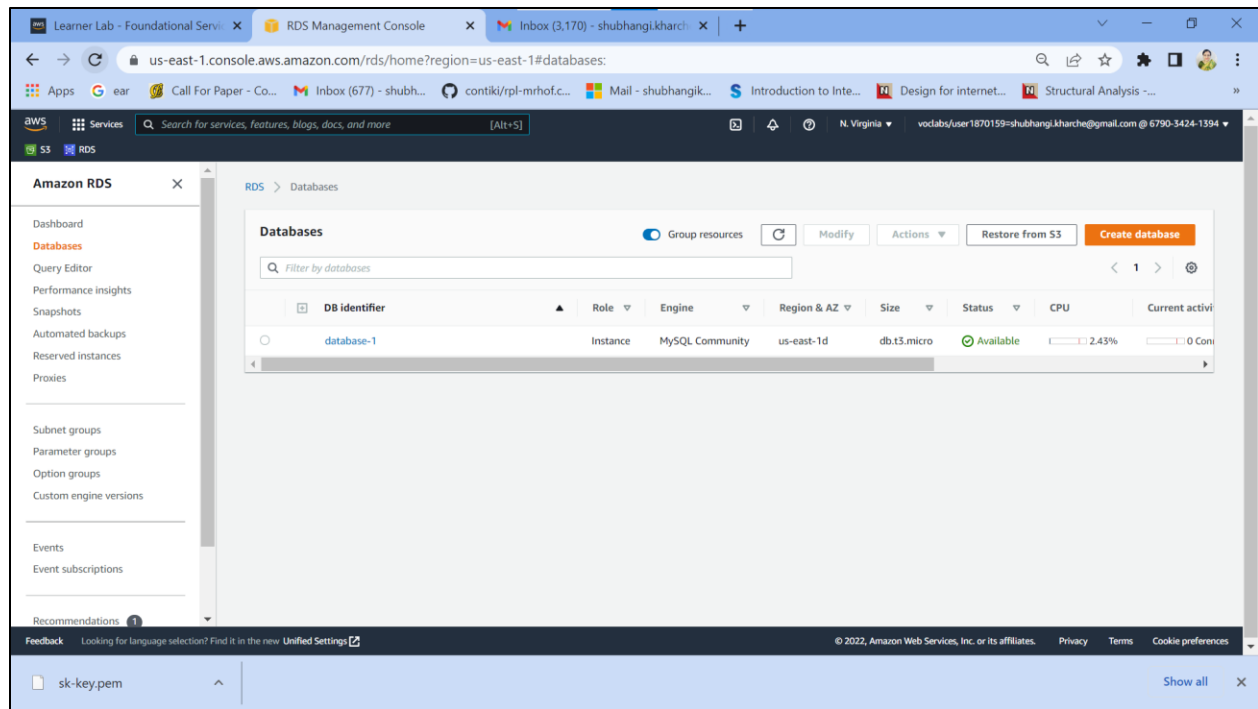 Learner Lab - Foundational Servic
RDS Management Console
Inbox (3,170) - shubhangi.kharch
us-east-1.console.aws.amazon.com/rds/home?region=us-east-1#databases:
Apps
ear
Call For Paper - Co...
Inbox (677) - shubh...
contiki/rpl-mrhof.c...
Mail - shubhangik...
Introduction to Inte...
Design for internet...
Structural Analysis -...
»
aws
Services
Search for services, features, blogs, docs, and more
[Alt+S]
N. Virginia
voclabs/user1870159=shubhangi.kharche@gmail.com @ 6790-3424-1394
S3
RDS
Amazon RDS
Dashboard
Databases
Query Editor
Performance insights
Snapshots
Automated backups
Reserved instances
Proxies
Subnet groups
Parameter groups
Option groups
Custom engine versions
Events
Event subscriptions
Recommendations 1
RDS > Databases
Databases
Group resources
Modify
Actions
Restore from S3
Create database
Filter by databases
1
DB identifier Role Engine Region & AZ Size Status CPU Current activi
database-1 Instance MySQL Community us-east-1d db.t3.micro Available 2.43% 0 Con
Feedback
Looking for language selection? Find it in the new Unified Settings
© 2022, Amazon Web Services, Inc. or its affiliates.
Privacy
Terms
Cookie preferences
sk-key.pem
Show all